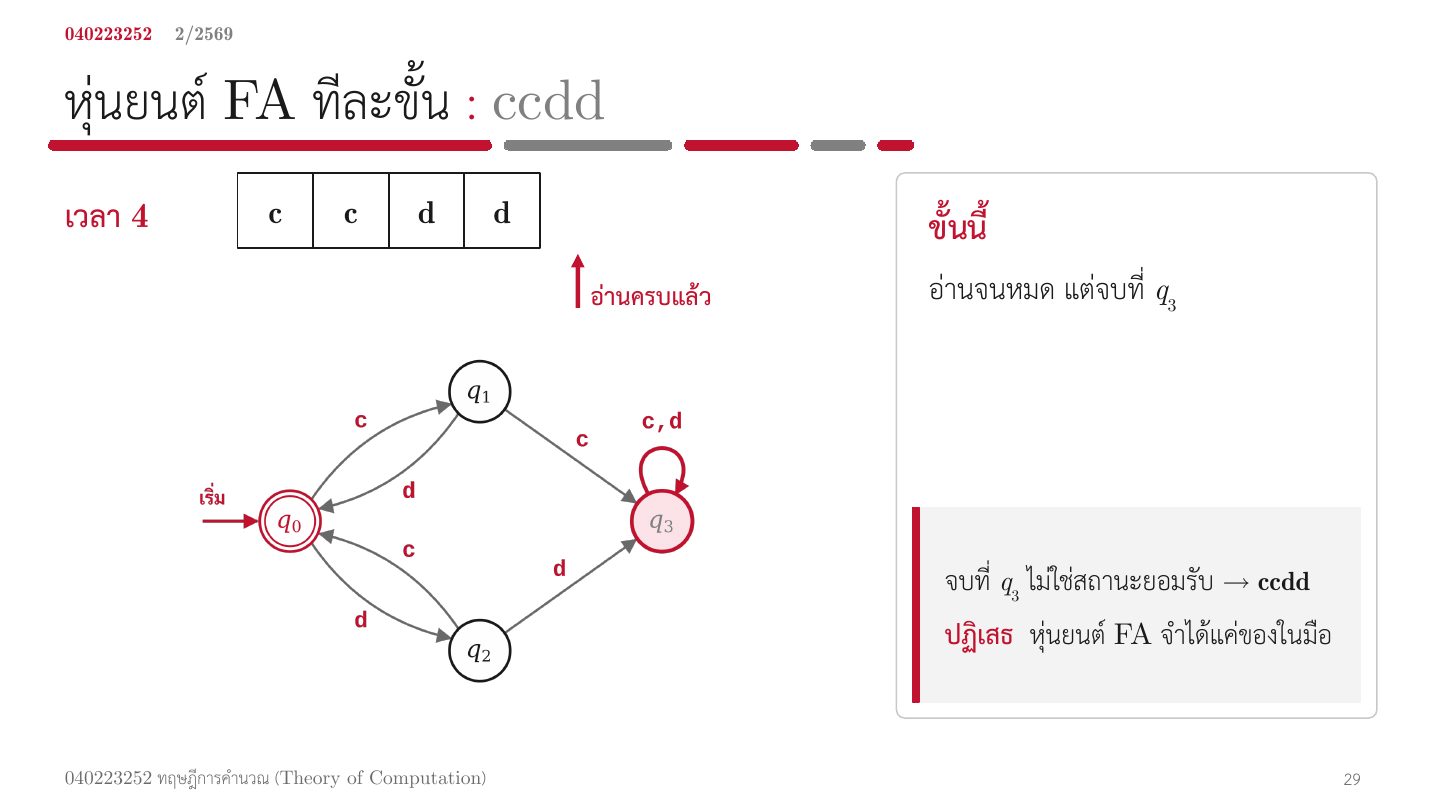 040223252 2/2569
หุ่นยนต์ FA ทีละขั้น : ccdd
เวลา 4
c c d d
อ่านครบแล้ว
ขั้นนี้
อ่านจนหมด แต่จบที่ q3
q1
c
c
c,d
d
เริ่ม
q0
q3
c
d
d
q2
จบที่ q3 ไม่ใช่สถานะยอมรับ → ccdd
ปฏิเสธ หุ่นยนต์ FA จำได้แค่ของในมือ
040223252 ทฤษฎีการคำนวณ (Theory of Computation)
29